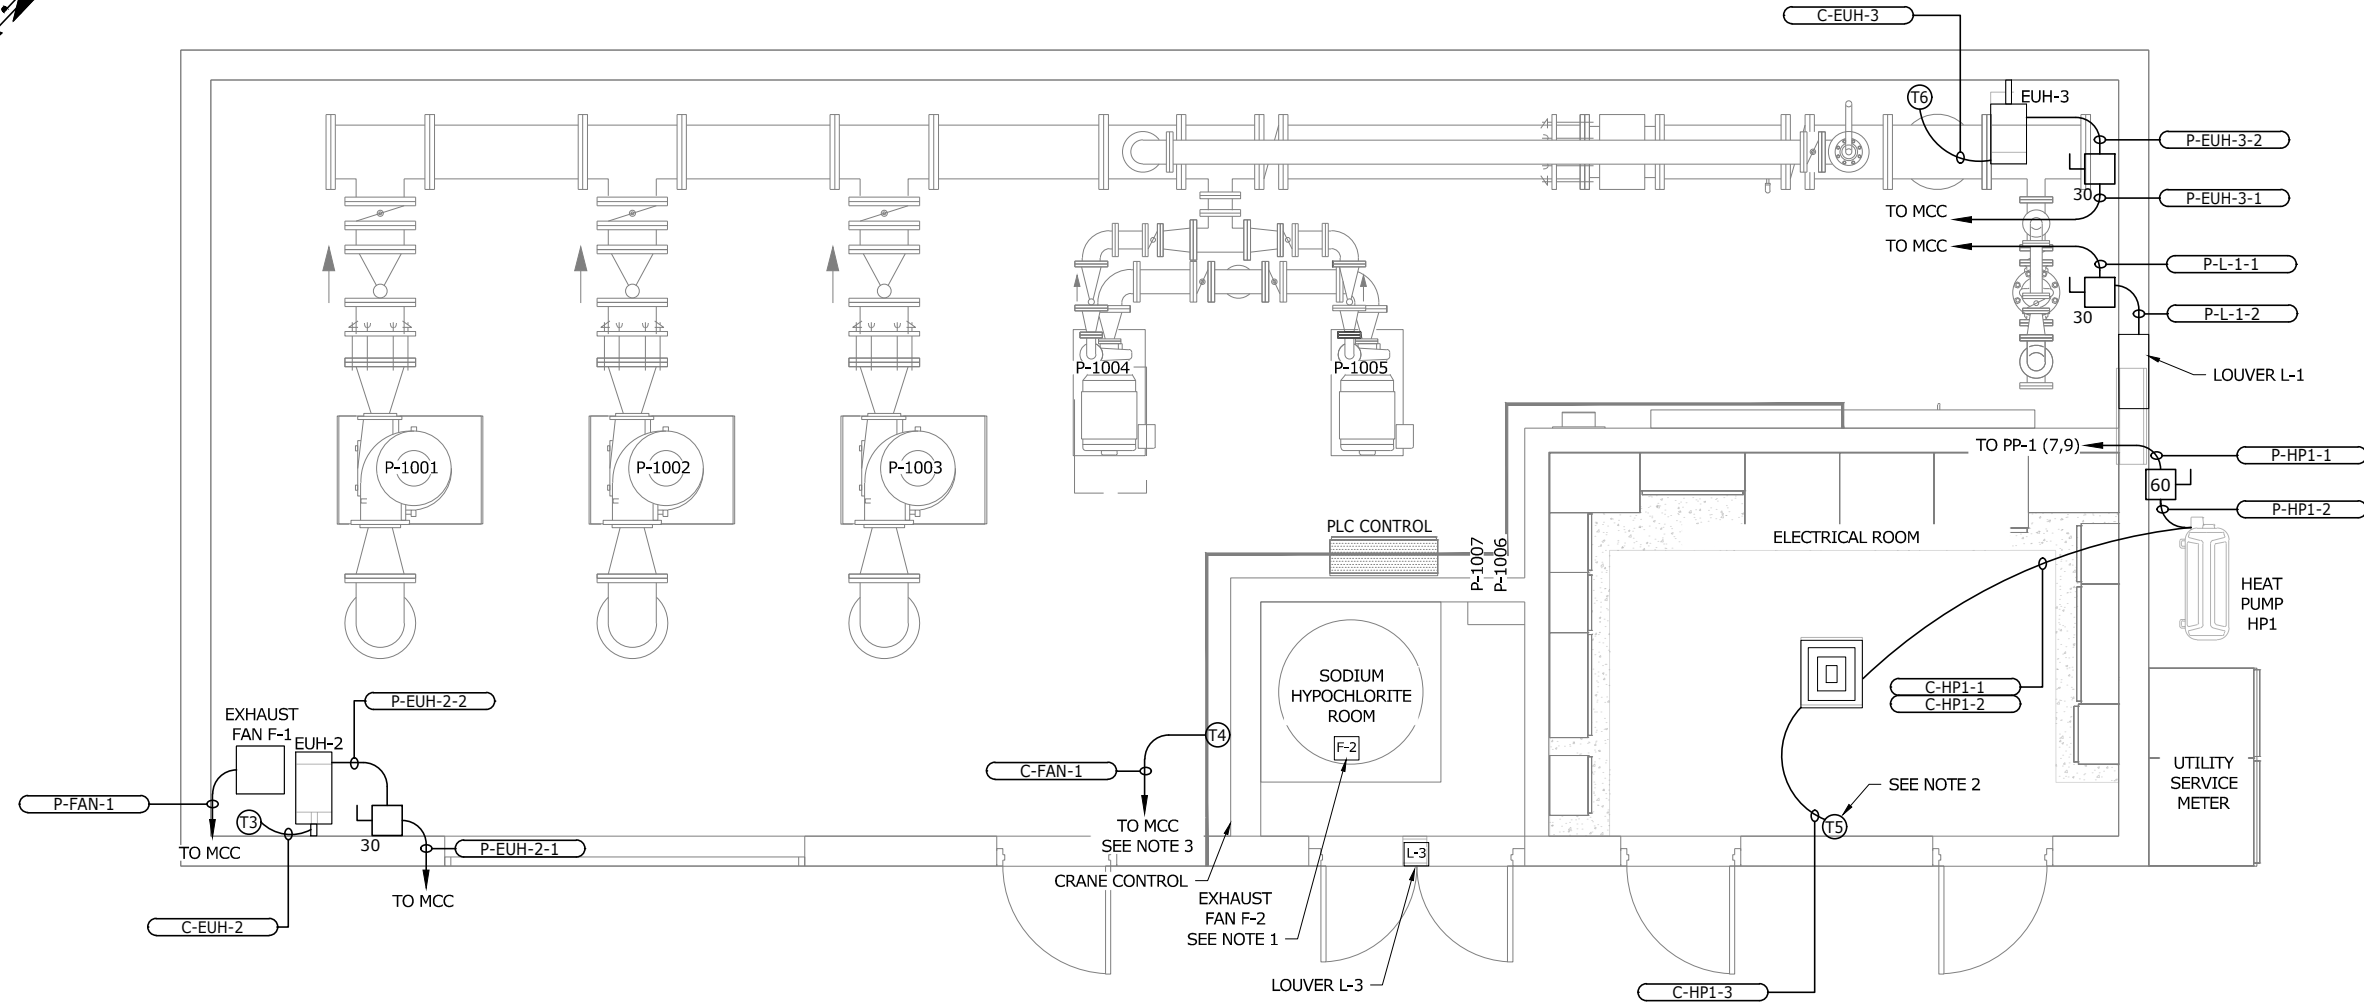 C-EUH-3
T6
EUH-3
P-EUH-3-2
30
P-EUH-3-1
TO MCC
TO MCC
P-L-1-1
30
P-L-1-2
P-1004
P-1005
LOUVER L-1
TO PP-1 (7,9)
P-HP1-1
P-1001
P-1002
P-1003
60
P-HP1-2
PLC CONTROL
P-1007
P-1006
ELECTRICAL ROOM
HEAT
PUMP
HP1
SODIUM
HYPOCHLORITE
ROOM
C-HP1-1
C-HP1-2
P-EUH-2-2
EXHAUST
FAN F-1
EUH-2
T4
F-2
C-FAN-1
UTILITY
SERVICE
METER
SEE NOTE 2
P-FAN-1
T3
T5
TO MCC
SEE NOTE 3
30
P-EUH-2-1
TO MCC
L-3
CRANE CONTROL
TO MCC
EXHAUST
FAN F-2
SEE NOTE 1
C-EUH-2
LOUVER L-3
C-HP1-3